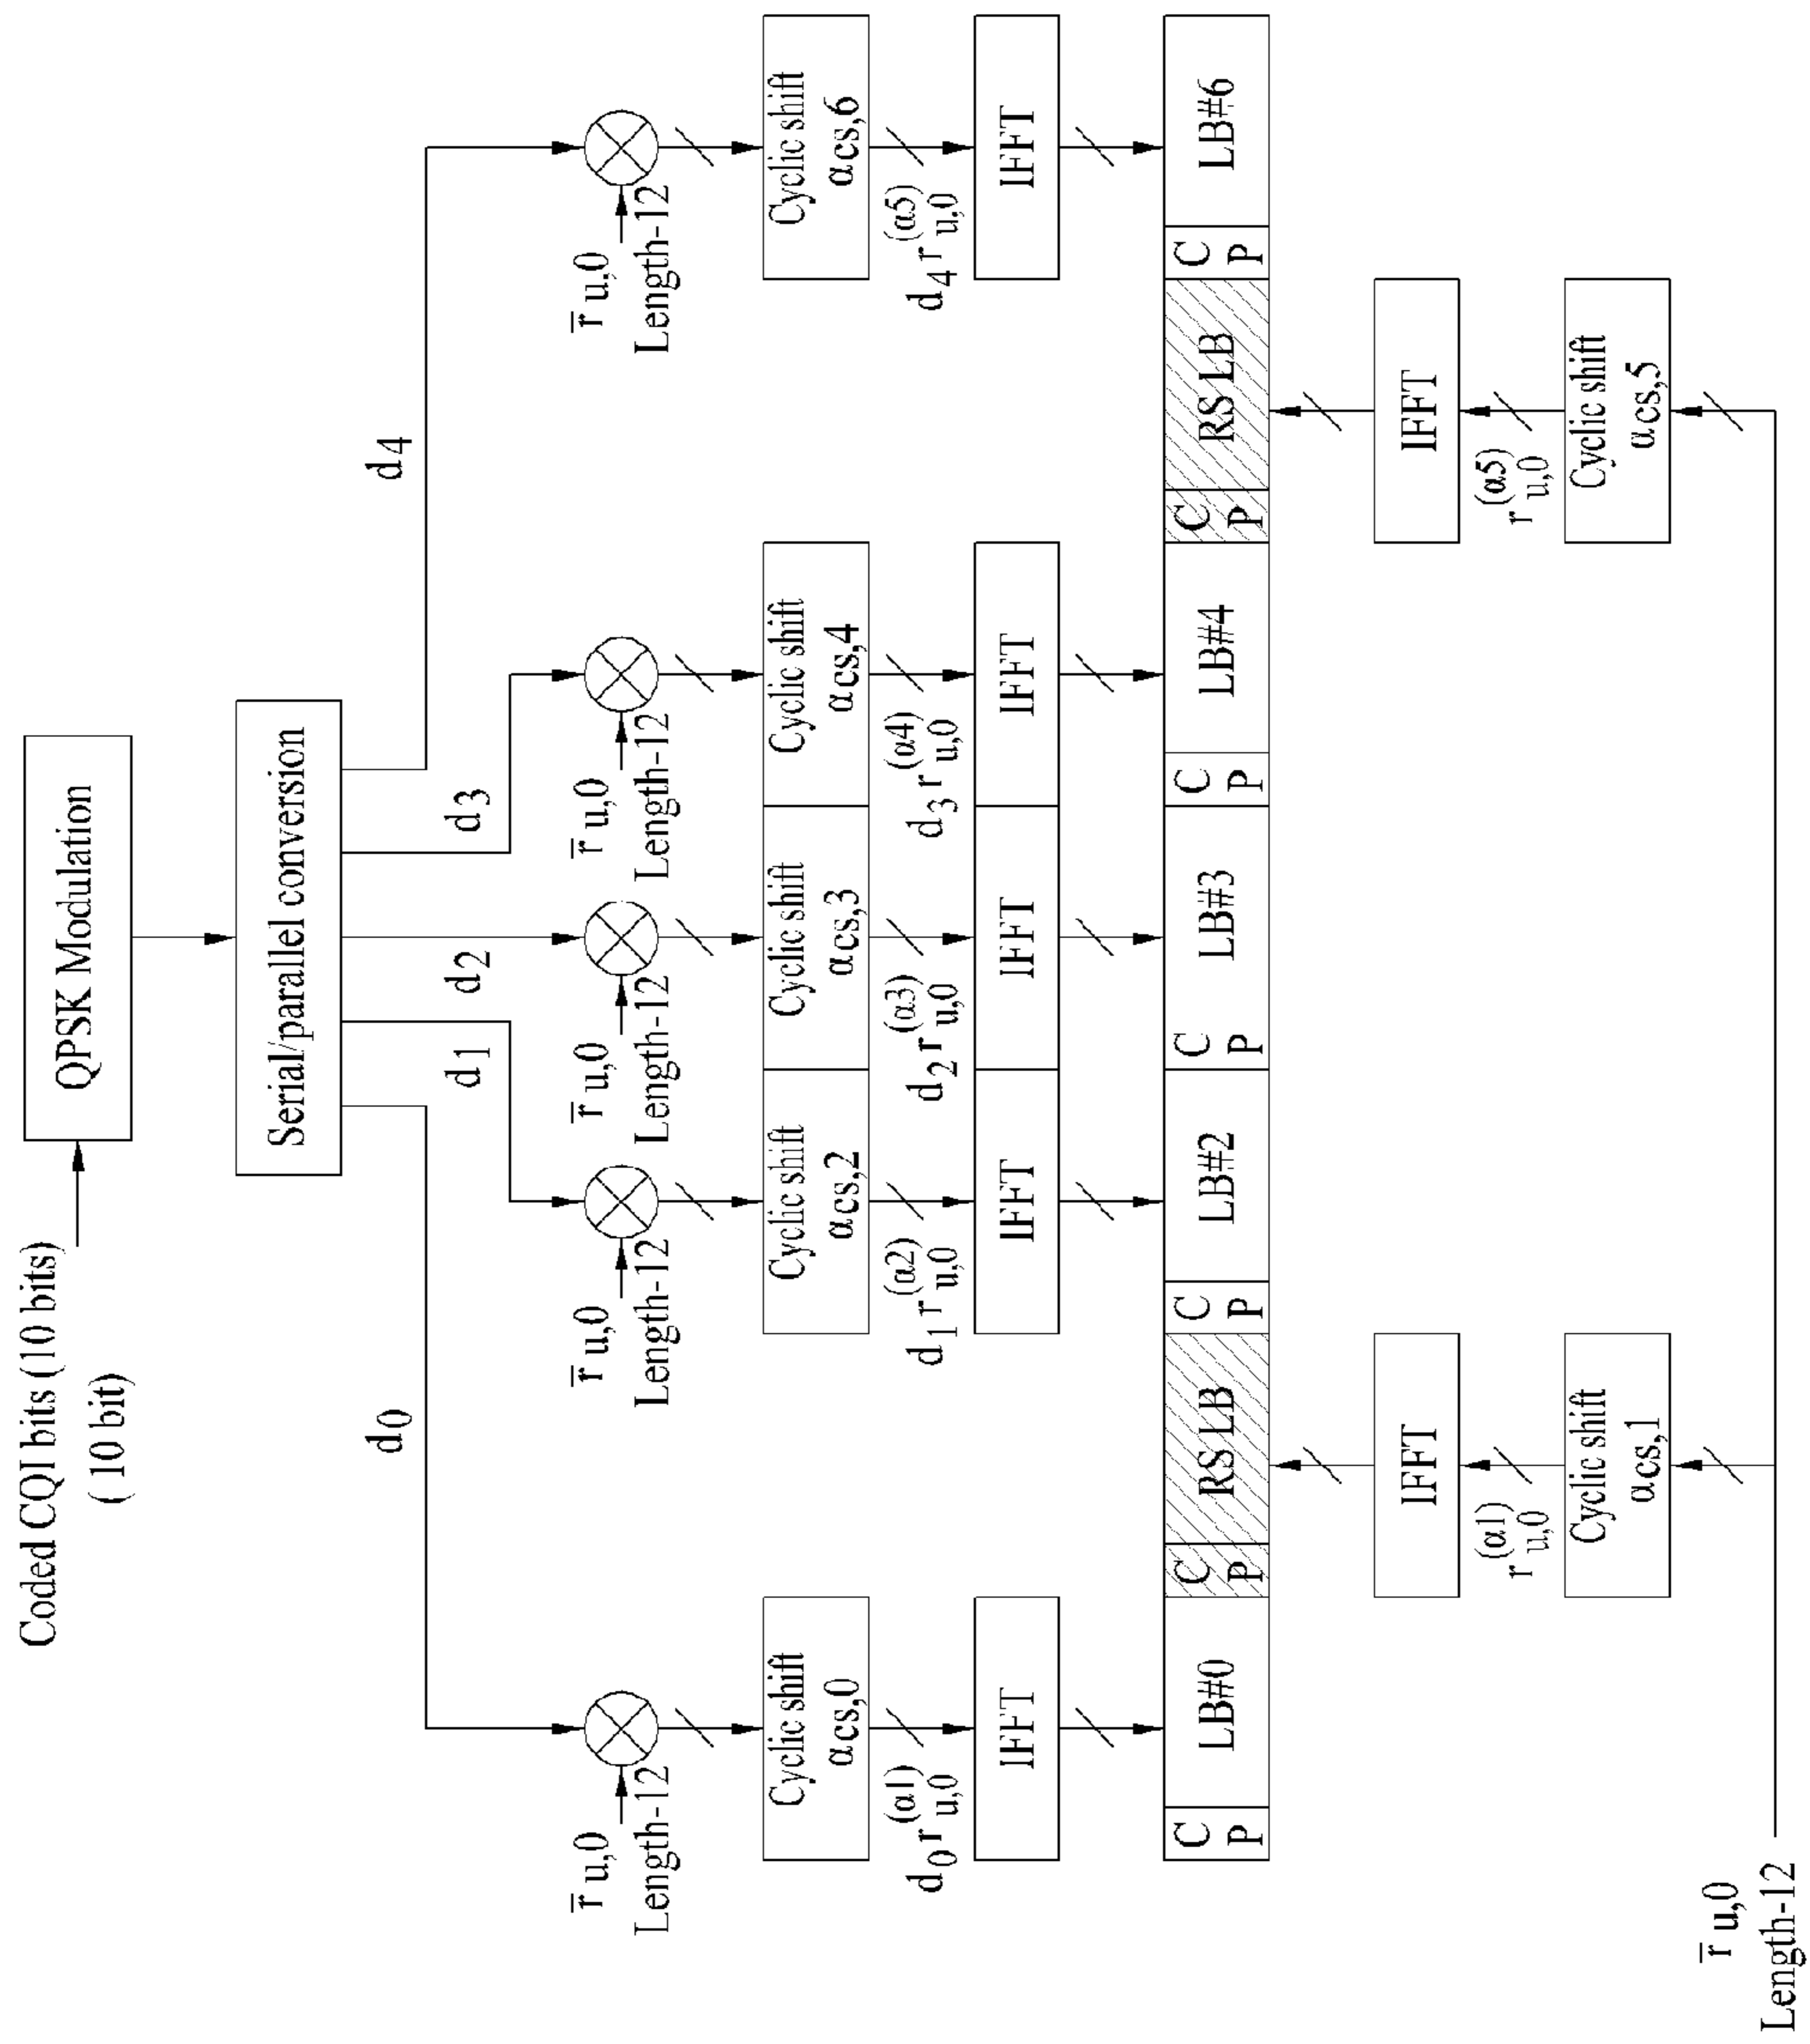 Coded CQI bits (10 bits)
( 10 bit)
QPSK Modulation
Serial/parallel conversion
d0
d1
d2
d3
d4
r̅ u,0
Length-12
r̅ u,0
Length-12
r̅ u,0
Length-12
r̅ u,0
Length-12
r̅ u,0
Length-12
Cyclic shift
αcs,0
Cyclic shift
αcs,2
Cyclic shift
αcs,3
Cyclic shift
αcs,4
Cyclic shift
αcs,6
d0 r (α1) u,0
d1 r (α2) u,0
d2 r (α3) u,0
d3 r (α4) u,0
d4 r (α5) u,0
IFFT
IFFT
IFFT
IFFT
IFFT
CP
LB#0
CP
RS LB
CP
LB#2
CP
LB#3
CP
LB#4
CP
RS LB
CP
LB#6
IFFT
IFFT
r (α1) u,0
r (α5) u,0
Cyclic shift
αcs,1
Cyclic shift
αcs,5
r̅ u,0
Length-12